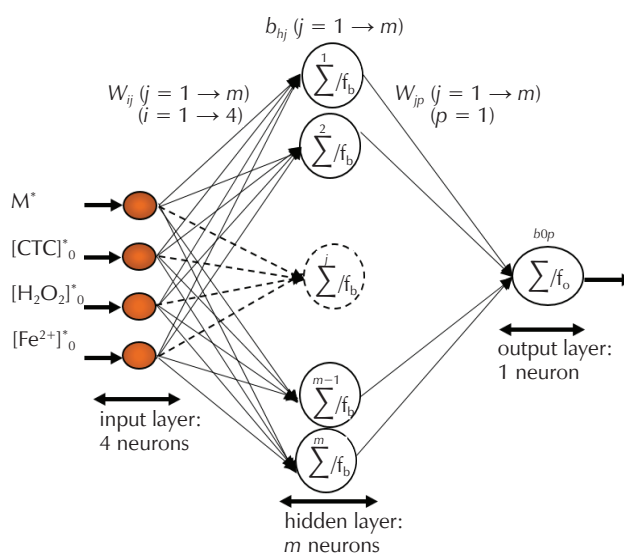 b_hj (j = 1 → m)
W_ij (j = 1 → m)
(i = 1 → 4)
W_jp (j = 1 → m)
(p = 1)
1
∑/f_b
2
∑/f_b
M*
[CTC]*_0
[H₂O₂]*_0
[Fe²⁺]*_0
j
∑/f_b
b0p
∑/f_o
m−1
∑/f_b
m
∑/f_b
input layer:
4 neurons
output layer:
1 neuron
hidden layer:
m neurons